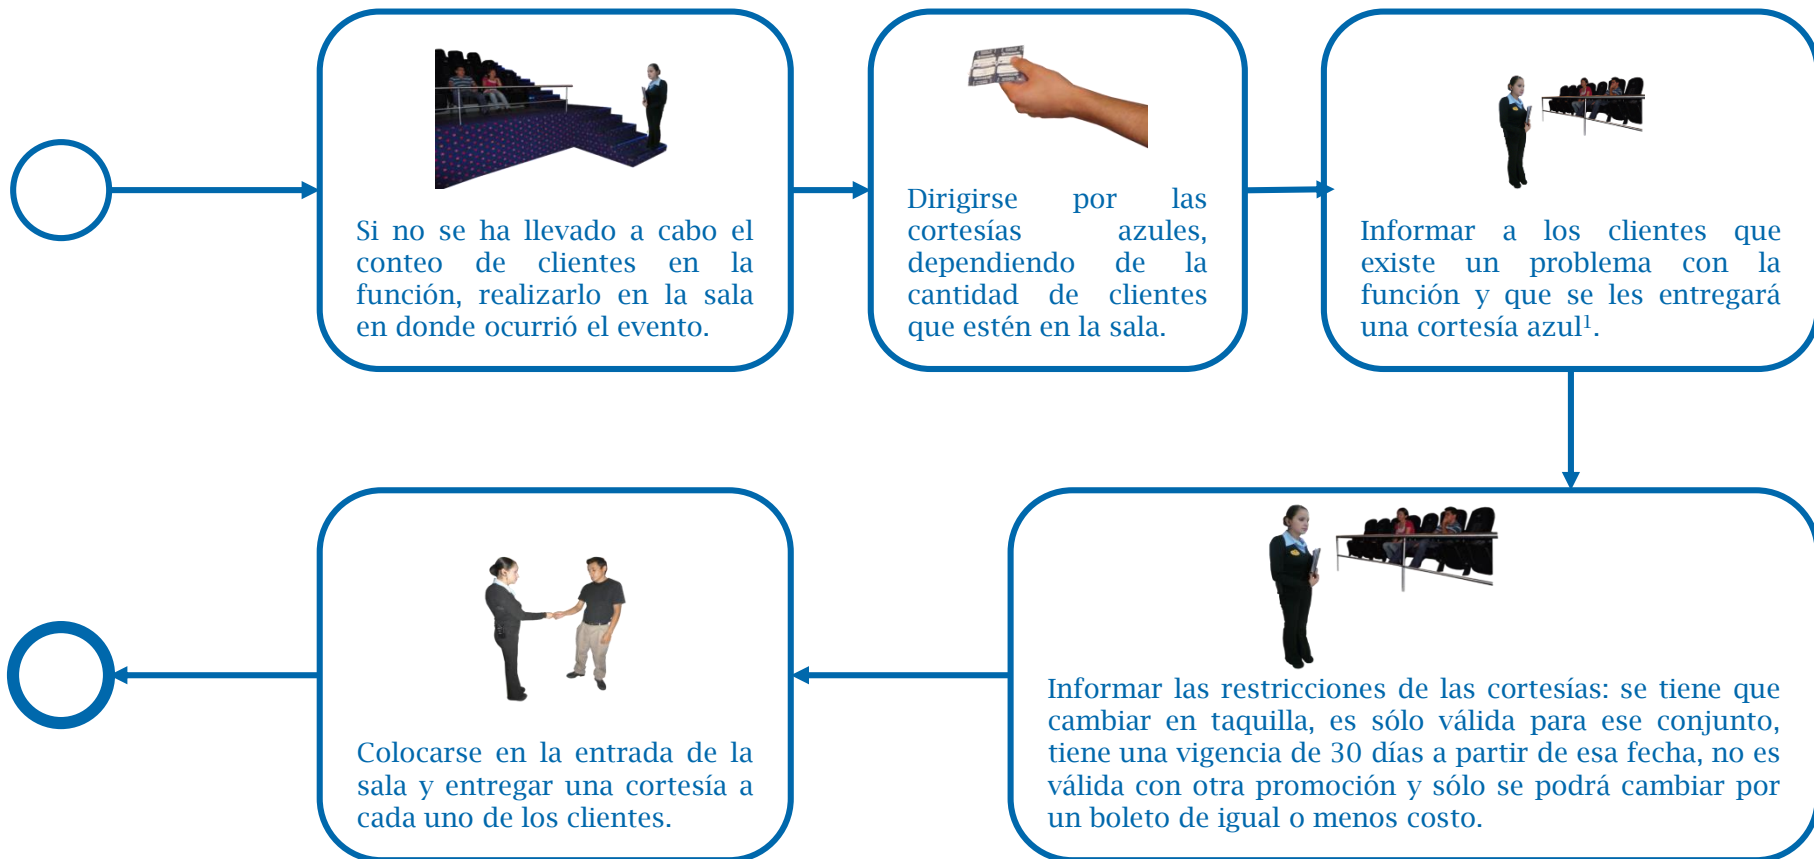 Si no se ha llevado a cabo el
conteo de clientes en la
función, realizarlo en la sala
en donde ocurrió el evento.
Dirigirse por las
cortesías azules,
dependiendo de la
cantidad de clientes
que estén en la sala.
Informar a los clientes que
existe un problema con la
función y que se les entregará
una cortesía azul¹.
Informar las restricciones de las cortesías: se tiene que
cambiar en taquilla, es sólo válida para ese conjunto,
tiene una vigencia de 30 días a partir de esa fecha, no es
válida con otra promoción y sólo se podrá cambiar por
un boleto de igual o menos costo.
Colocarse en la entrada de la
sala y entregar una cortesía a
cada uno de los clientes.